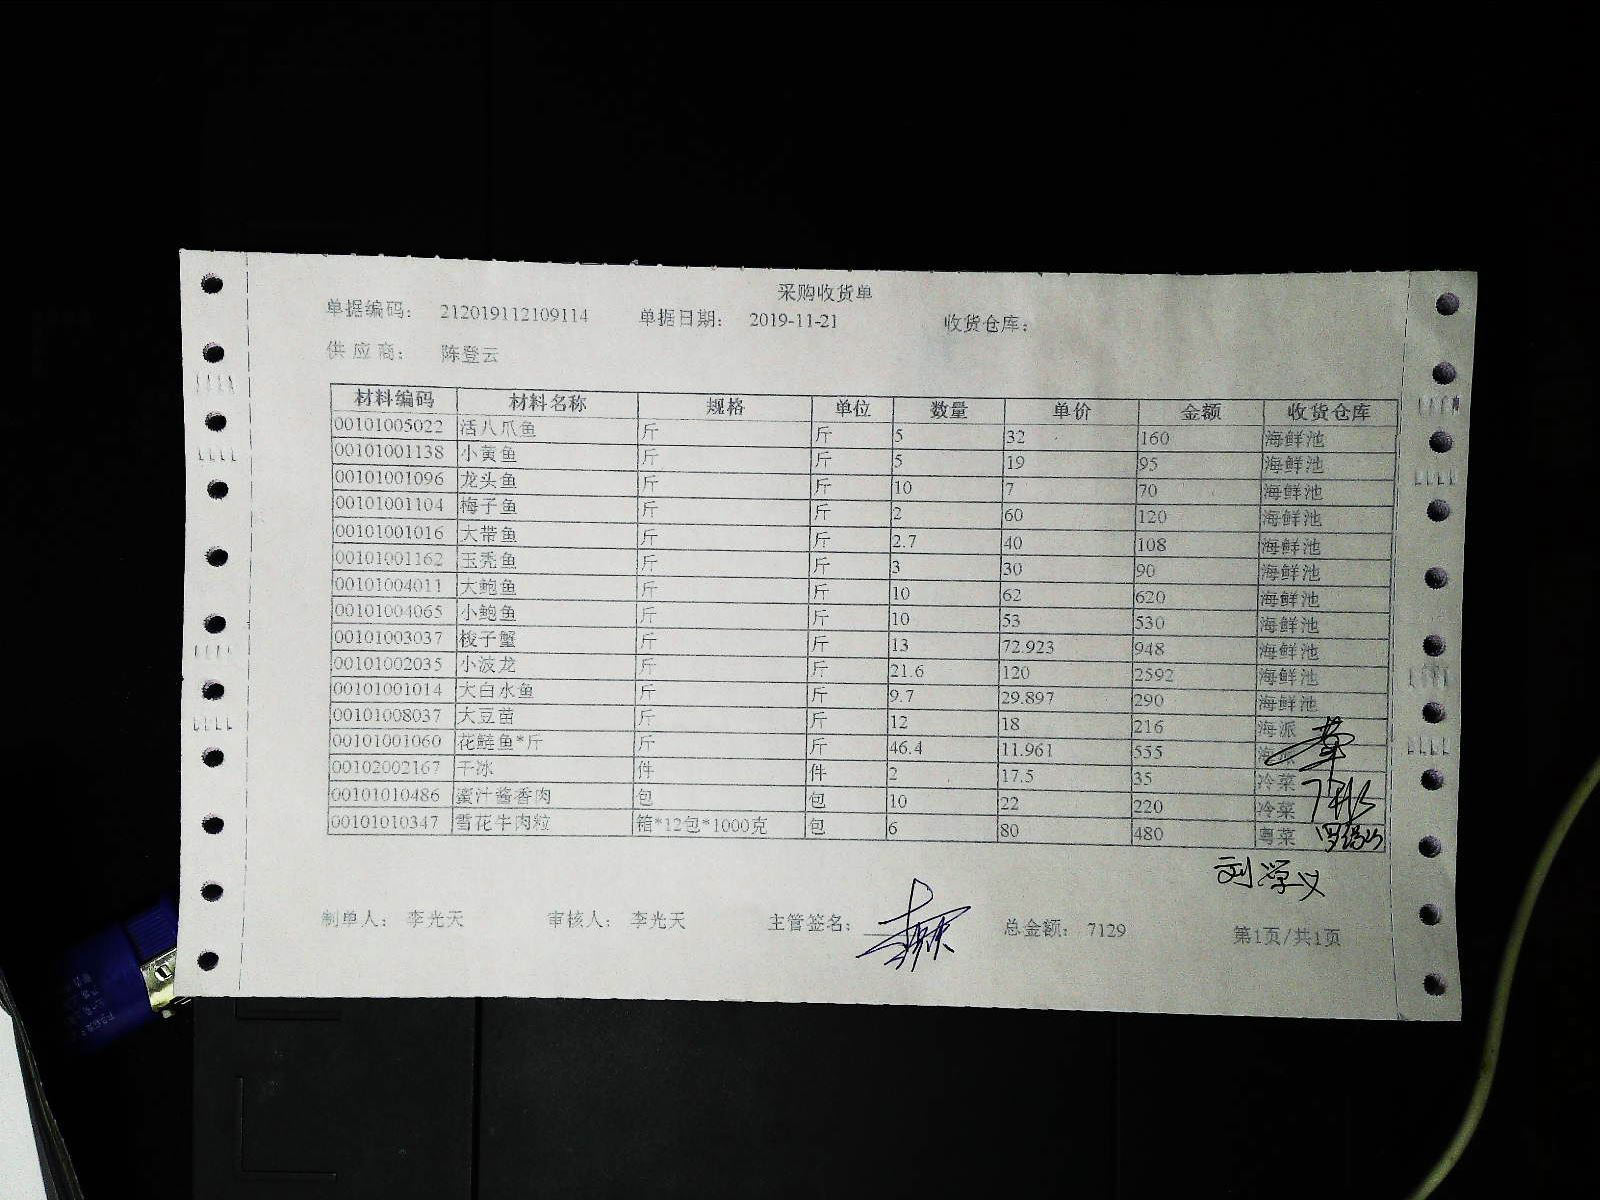 采购收货单
单据编码： 212019112109114 单据日期： 2019-11-21 收货仓库：
供 应 商： 陈登云
材料编码 材料名称 规格 单位 数量 单价 金额 收货仓库
00101005022 活八爪鱼 斤 斤 5 32 160 海鲜池
00101001138 小黄鱼 斤 斤 5 19 95 海鲜池
00101001096 龙头鱼 斤 斤 10 7 70 海鲜池
00101001104 梅子鱼 斤 斤 2 60 120 海鲜池
00101001016 大带鱼 斤 斤 2.7 40 108 海鲜池
00101001162 玉秃鱼 斤 斤 3 30 90 海鲜池
00101004011 大鲍鱼 斤 斤 10 62 620 海鲜池
00101004065 小鲍鱼 斤 斤 10 53 530 海鲜池
00101003037 梭子蟹 斤 斤 13 72.923 948 海鲜池
00101002035 小波龙 斤 斤 21.6 120 2592 海鲜池
00101001014 大白水鱼 斤 斤 9.7 29.897 290 海鲜池
00101008037 大豆苗 斤 斤 12 18 216 海派
00101001060 花鲢鱼*斤 斤 斤 46.4 11.961 555 海
00102002167 干冰 件 件 2 17.5 35 冷菜
00101010486 蜜汁酱香肉 包 包 10 22 220 冷菜
00101010347 雪花牛肉粒 箱*12包*1000克 包 6 80 480 粤菜
刘学义
制单人： 李光天 审核人： 李光天 主管签名： 总金额： 7129 第1页/共1页